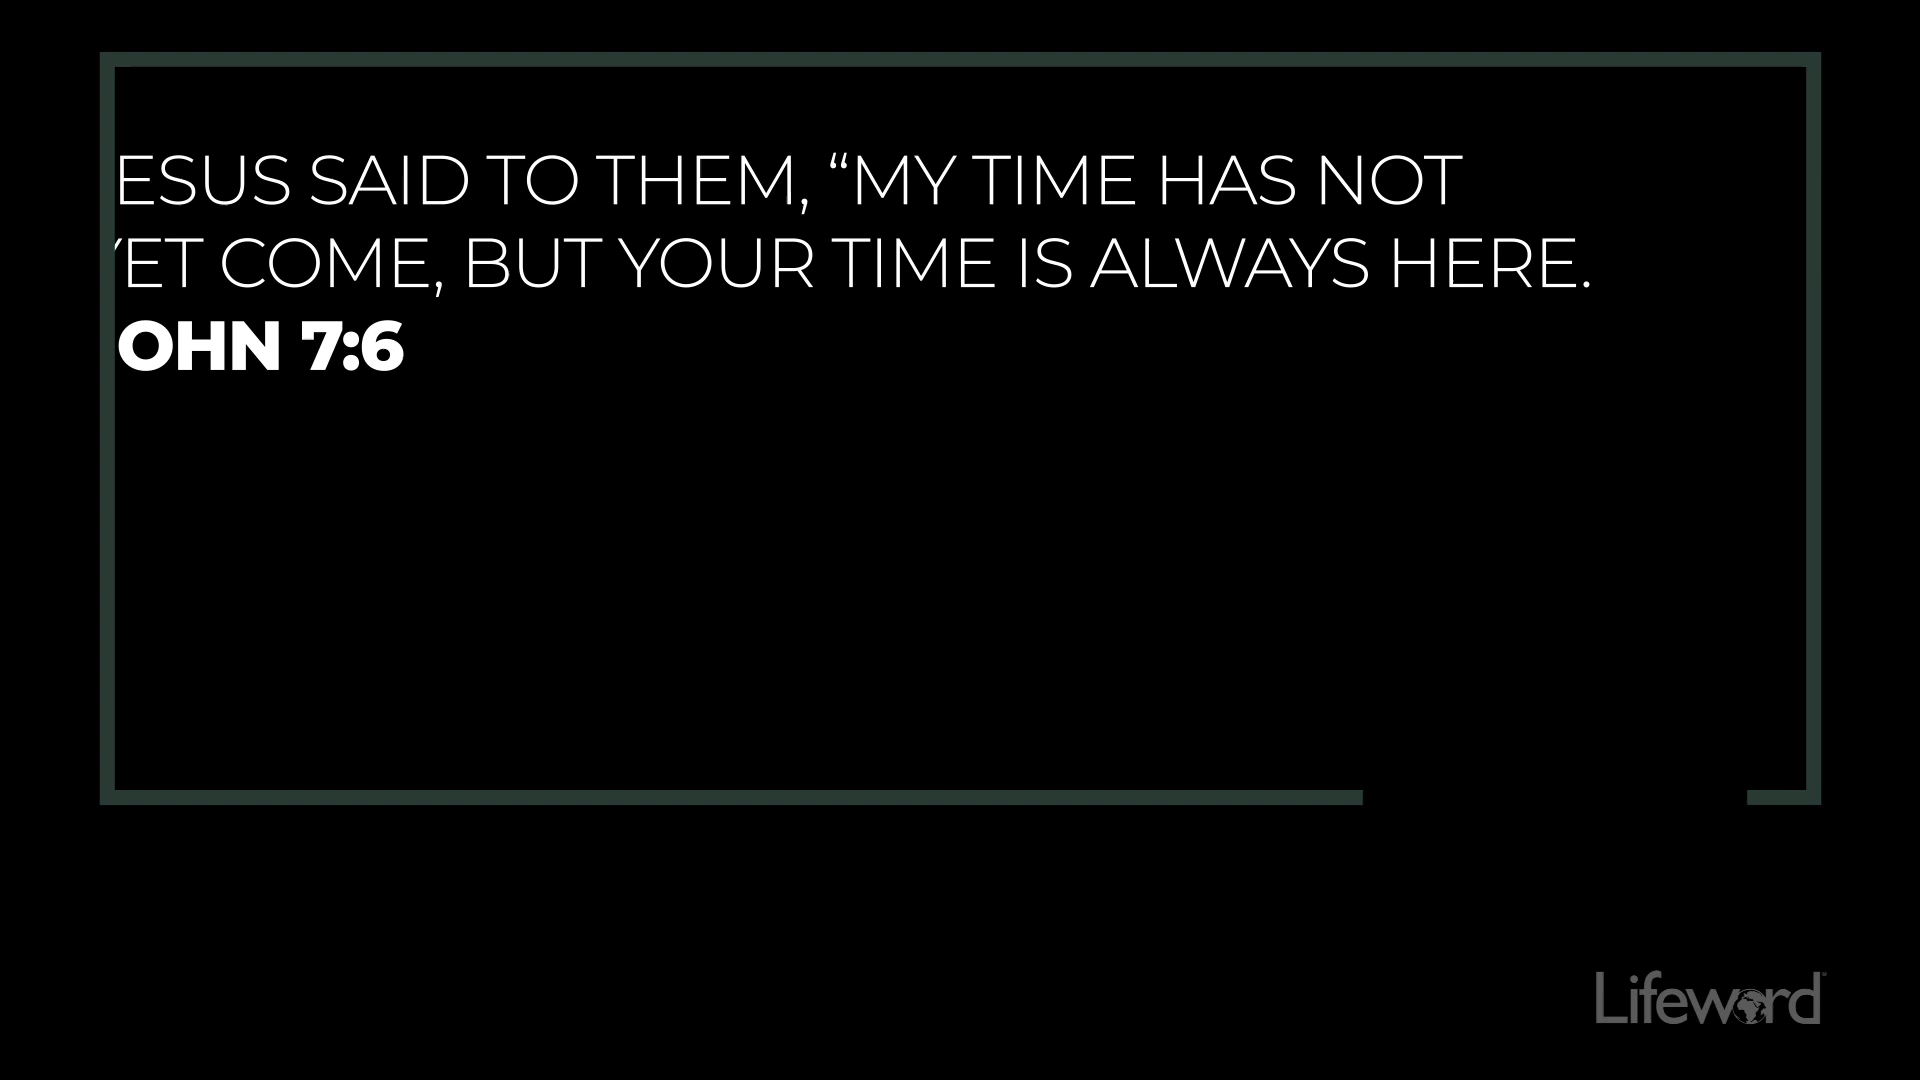 ESUS SAID TO THEM, “MY TIME HAS NOT
YET COME, BUT YOUR TIME IS ALWAYS HERE.
OHN 7:6
Lifeword